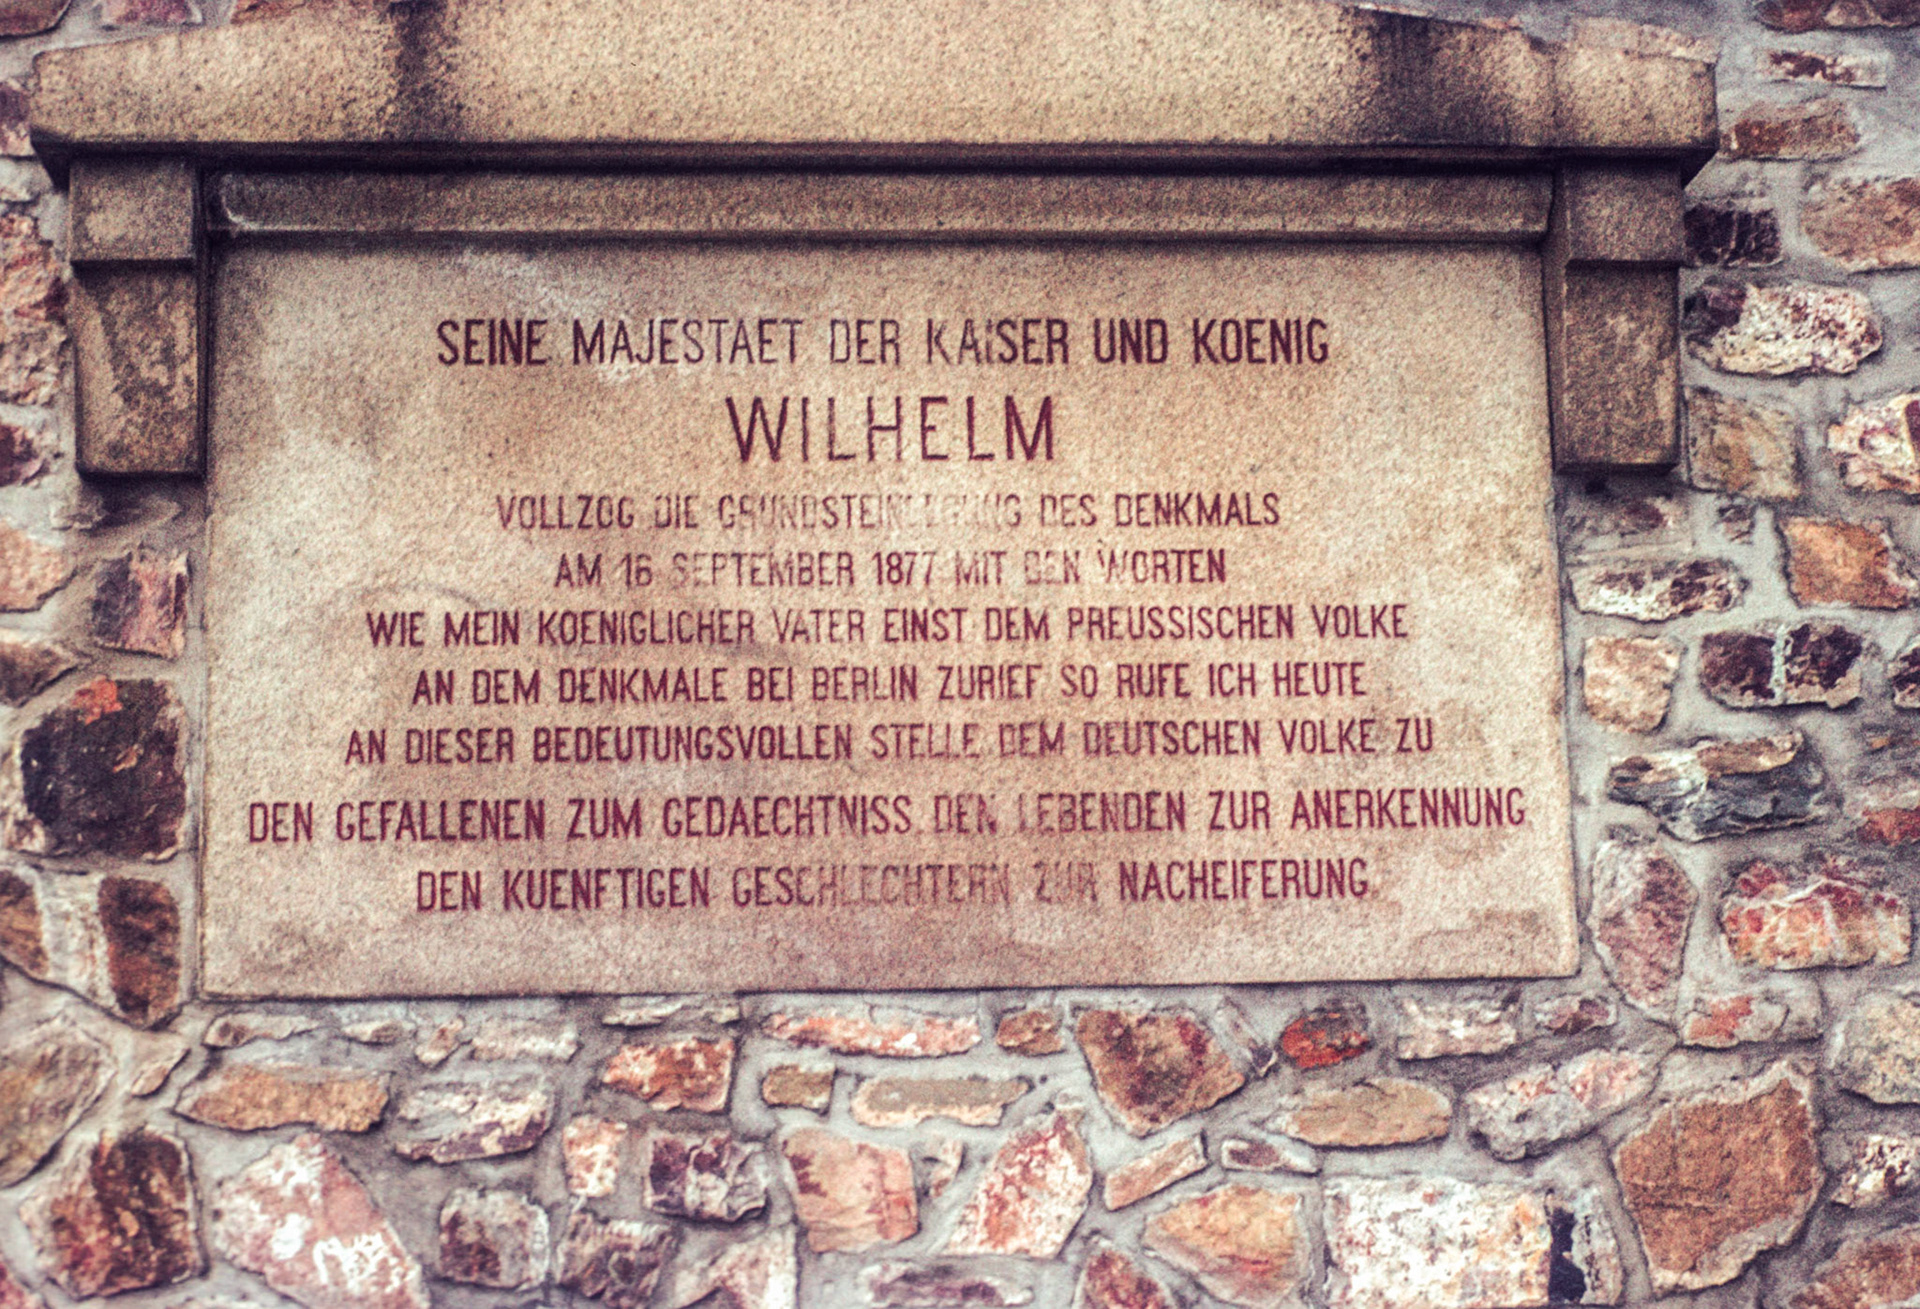 SEINE MAJESTAET DER KAISER UND KOENIG
WILHELM
VOLLZOG DIE GRUNDSTEINLEGUNG DES DENKMALS
AM 16 SEPTEMBER 1877 MIT DEN WORTEN
WIE MEIN KOENIGLICHER VATER EINST DEM PREUSSISCHEN VOLKE
AN DEM DENKMALE BEI BERLIN ZURIEF SO RUFE ICH HEUTE
AN DIESER BEDEUTUNGSVOLLEN STELLE DEM DEUTSCHEN VOLKE ZU
DEN GEFALLENEN ZUM GEDAECHTNISS DEN LEBENDEN ZUR ANERKENNUNG
DEN KUENFTIGEN GESCHLECHTERN ZUR NACHEIFERUNG